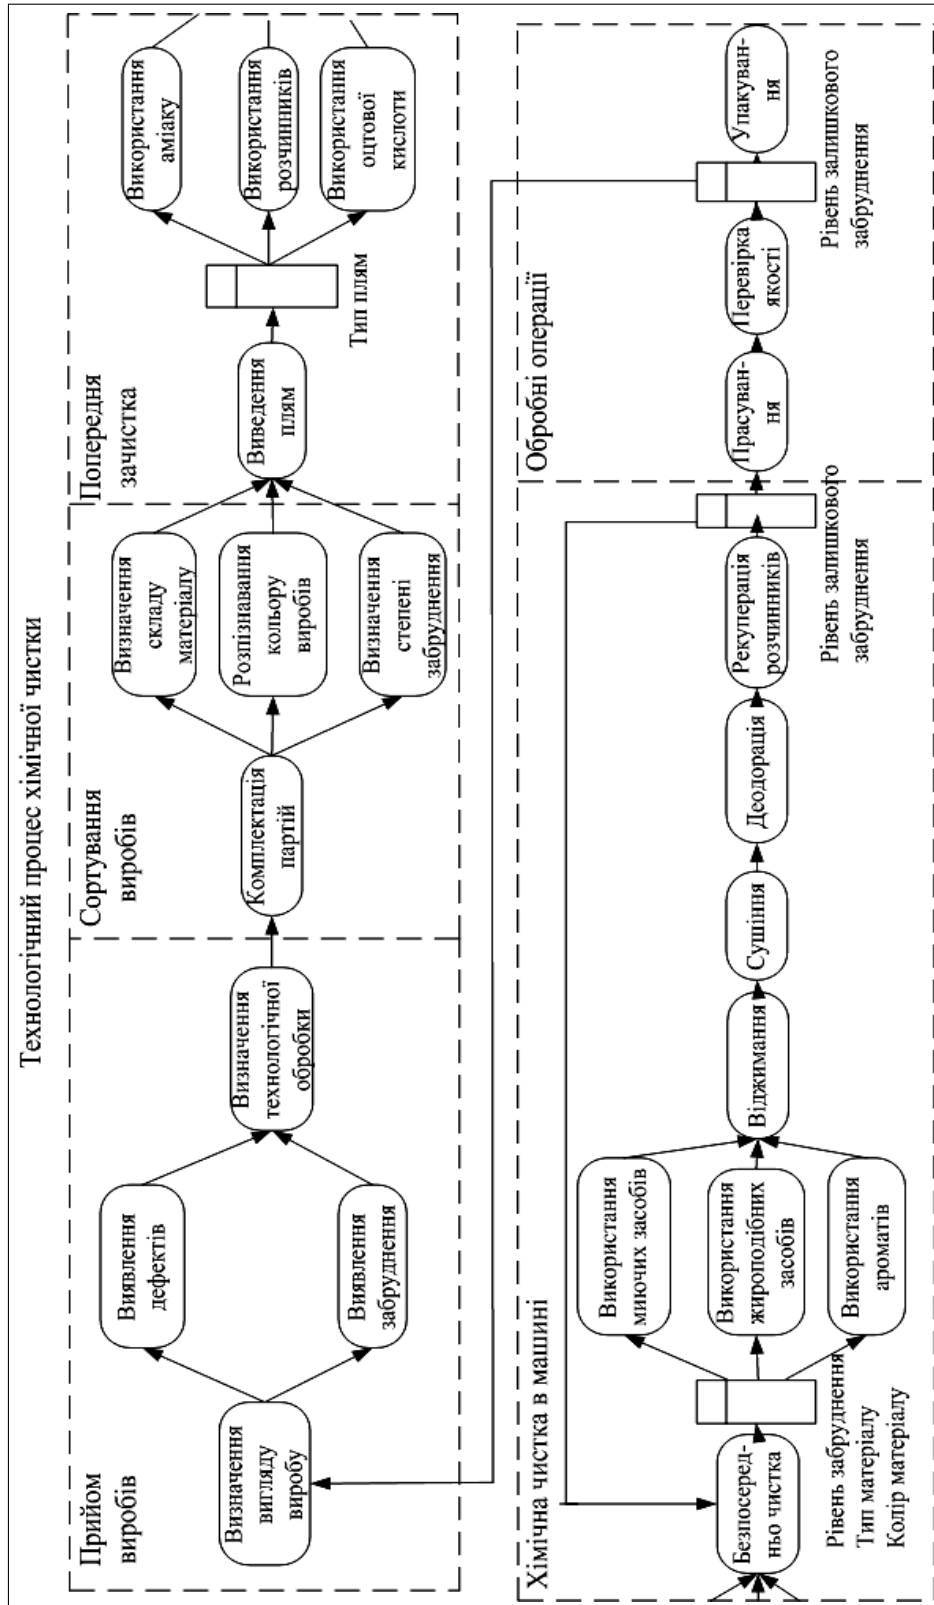 Технологічний процес хімічної чистки
Прийом
виробів
Визначення
вигляду
виробу
Виявлення
дефектів
Виявлення
забруднення
Визначення
технологічної
обробки
Сортування
виробів
Комплектація
партій
Визначення
складу
матеріалу
Розпізнавання
кольору
виробів
Визначення
степені
забруднення
Попередня
зачистка
Виведення
плям
Тип плям
Використання
аміаку
Використання
розчинників
Використання
оцтової
кислоти
Хімічна чистка в машині
Безпосеред-
ньо чистка
Рівень забруднення
Тип матеріалу
Колір матеріалу
Використання
миючих засобів
Використання
жироподібних
засобів
Використання
ароматів
Віджимання
Сушіння
Деодорація
Рекуперація
розчинників
Рівень залишкового
забруднення
Обробні операції
Прасуван-
ня
Перевірка
якості
Рівень залишкового
забруднення
Упакуван-
ня